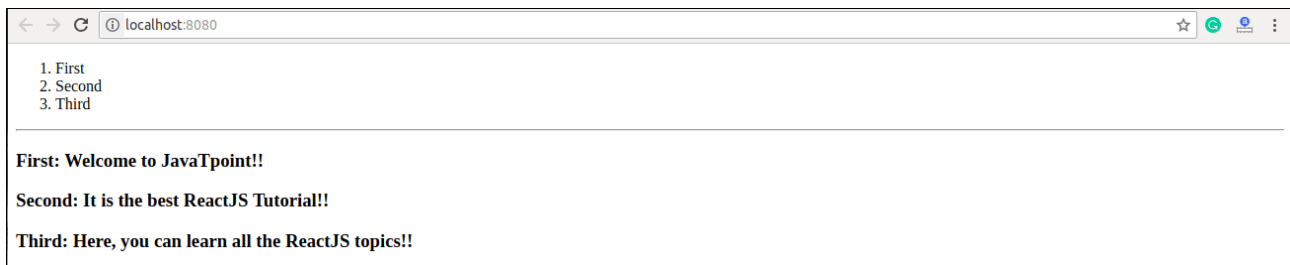 localhost:8080
1. First
2. Second
3. Third
First: Welcome to JavaTpoint!!
Second: It is the best ReactJS Tutorial!!
Third: Here, you can learn all the ReactJS topics!!